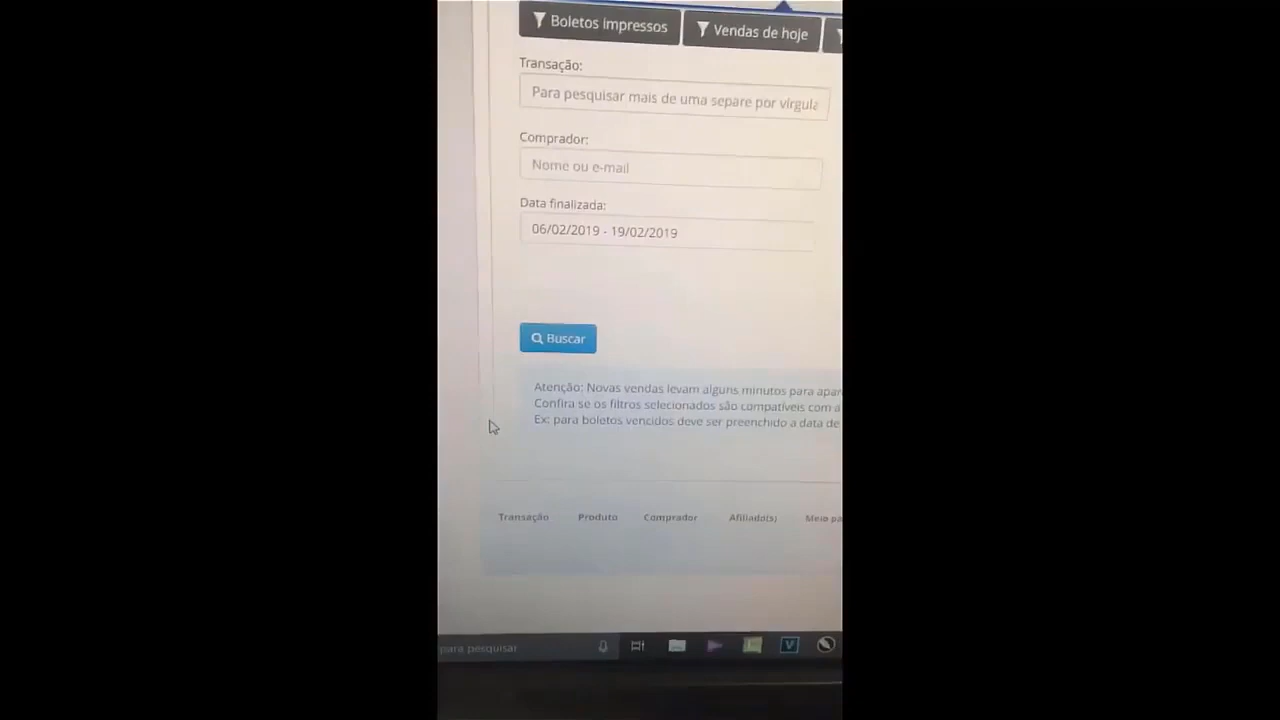 Boletos impressos
Vendas de hoje
Transação:
Para pesquisar mais de uma separe por vírgula
Comprador:
Nome ou e-mail
Data finalizada:
06/02/2019 - 19/02/2019
Buscar
Atenção: Novas vendas levam alguns minutos para apar
Confira se os filtros selecionados são compatíveis com a
Ex: para boletos vencidos deve ser preenchido a data de
Transação Produto Comprador Afiliado(s) Meio pa
para pesquisar
V